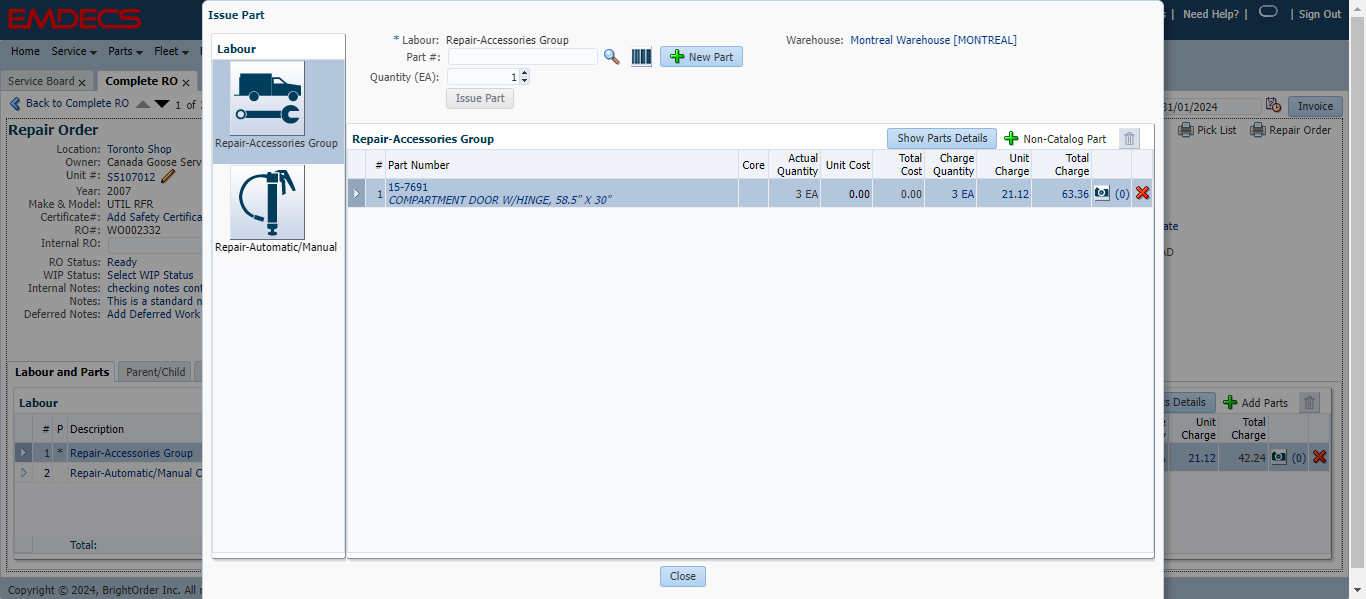 EMDECS
Need Help? | | Sign Out
Home Service Parts Fleet
Service Board x Complete RO x
Back to Complete RO 1 of
31/01/2024 Invoice
Pick List Repair Order
Repair Order
Location: Toronto Shop
Owner: Canada Goose Serv
Unit #: S5107012
Year: 2007
Make & Model: UTIL RFR
Certificate#: Add Safety Certifica
RO#: WO002332
Internal RO:
RO Status: Ready
WIP Status: Select WIP Status
Internal Notes: checking notes cont
Notes: This is a standard n
Deferred Notes: Add Deferred Work
ate
AD
Labour and Parts Parent/Child
Labour
# P Description
1 * Repair-Accessories Group
2 Repair-Automatic/Manual C
Total:
s Details Add Parts
Unit Charge Total Charge
21.12 42.24 (0)
Copyright © 2024, BrightOrder Inc. All r
Issue Part
Labour
Repair-Accessories Group
Repair-Automatic/Manual
* Labour: Repair-Accessories Group
Warehouse: Montreal Warehouse [MONTREAL]
Part #: New Part
Quantity (EA): 1
Issue Part
Repair-Accessories Group Show Parts Details Non-Catalog Part
# Part Number Core Actual Quantity Unit Cost Total Cost Charge Quantity Unit Charge Total Charge
1 15-7691 3 EA 0.00 0.00 3 EA 21.12 63.36 (0)
COMPARTMENT DOOR W/HINGE, 58.5" X 30"
Close